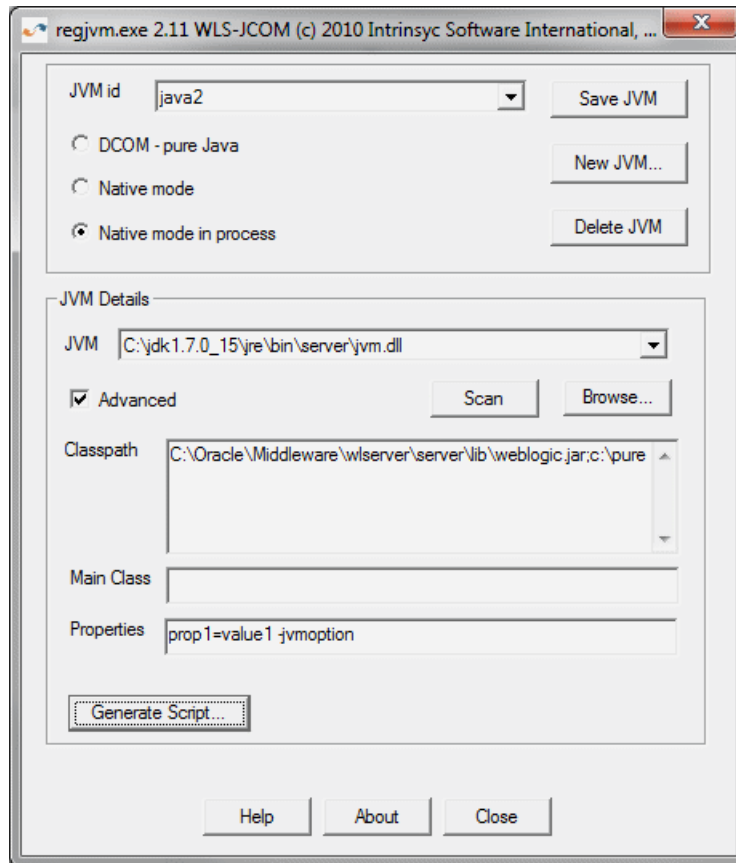 regjvm.exe 2.11 WLS-JCOM (c) 2010 Intrinsyc Software International, ...
JVM id
java2
Save JVM
DCOM - pure Java
New JVM...
Native mode
Native mode in process
Delete JVM
JVM Details
JVM
C:\jdk1.7.0_15\jre\bin\server\jvm.dll
Advanced
Scan
Browse...
Classpath
C:\Oracle\Middleware\wlserver\server\lib\weblogic.jar;c:\pure
Main Class
Properties
prop1=value1 -jvmoption
Generate Script...
Help
About
Close